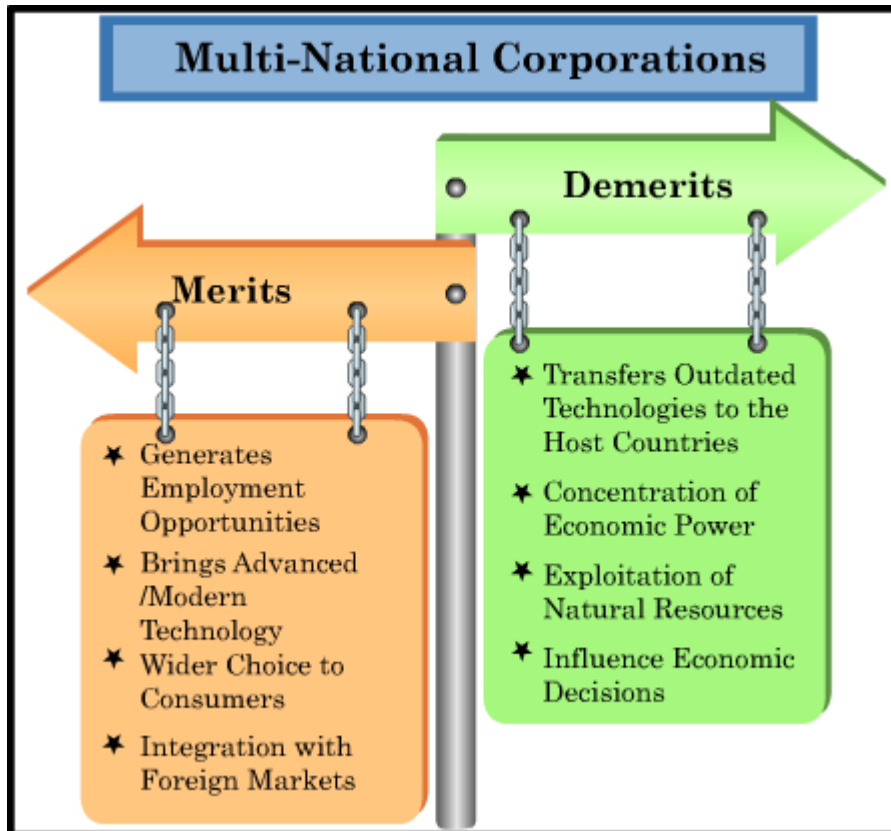 Multi-National Corporations
Merits
Generates
Employment
Opportunities
Brings Advanced
/Modern
Technology
Wider Choice to
Consumers
Integration with
Foreign Markets
Demerits
Transfers Outdated
Technologies to the
Host Countries
Concentration of
Economic Power
Exploitation of
Natural Resources
Influence Economic
Decisions